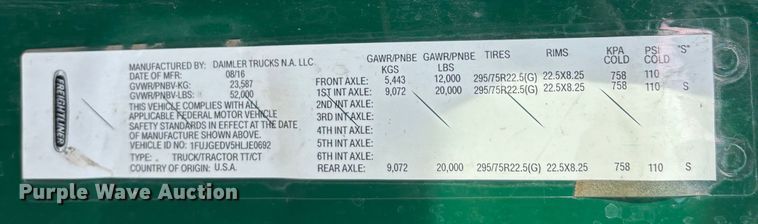 FREIGHTLINER
MANUFACTURED BY: DAIMLER TRUCKS N.A. LLC
DATE OF MFR: 08/16
GVWR/PNBV-KG: 23,587
GVWR/PNBV-LBS: 52,000
THIS VEHICLE COMPLIES WITH ALL
APPLICABLE FEDERAL MOTOR VEHICLE
SAFETY STANDARDS IN EFFECT AT THE DATE
OF MANUFACTURE SHOWN ABOVE.
VEHICLE ID NO: 1FUJGEDV5HLJE0692
TYPE: TRUCK/TRACTOR TT/CT
COUNTRY OF ORIGIN: U.S.A.
GAWR/PNBE KGS GAWR/PNBE LBS TIRES RIMS KPA COLD PSI COLD "S"
FRONT AXLE: 5,443 12,000 295/75R22.5(G) 22.5X8.25 758 110
1ST INT AXLE: 9,072 20,000 295/75R22.5(G) 22.5X8.25 758 110 S
2ND INT AXLE:
3RD INT AXLE:
4TH INT AXLE:
5TH INT AXLE:
6TH INT AXLE:
REAR AXLE: 9,072 20,000 295/75R22.5(G) 22.5X8.25 758 110 S
Purple Wave Auction